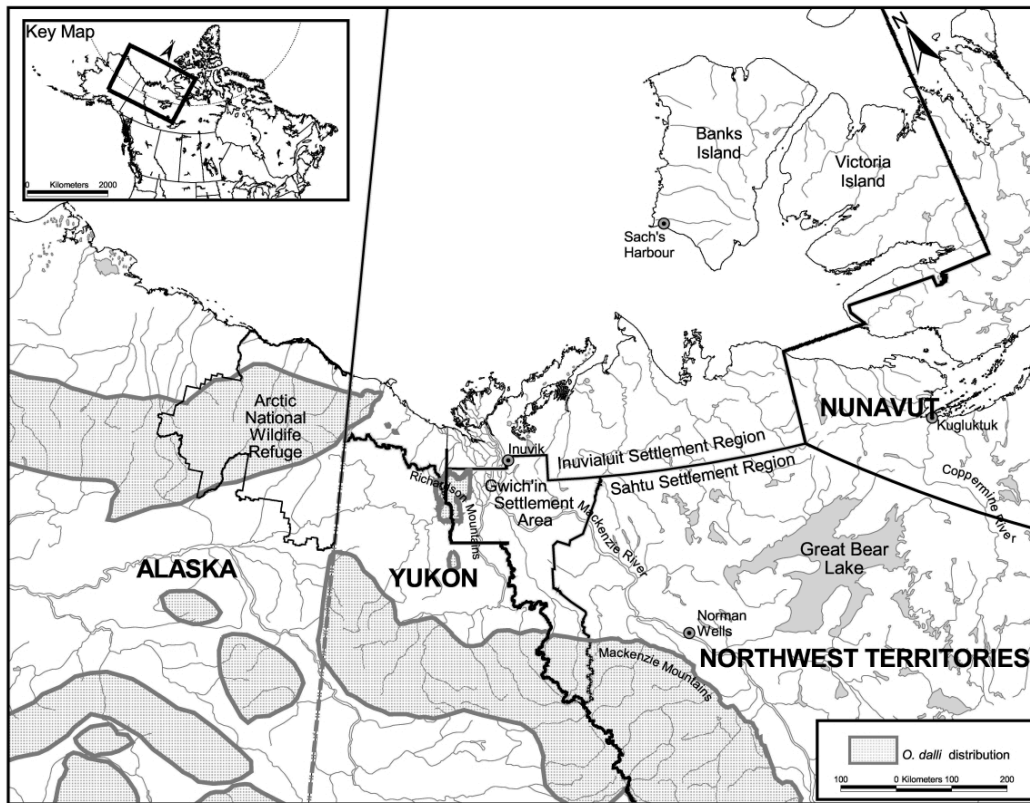 Key Map
0 Kilometers 2000
N
Banks
Island
Victoria
Island
Sach's
Harbour
Arctic
National
Wildlife
Refuge
NUNAVUT
Kugluktuk
Inuvik
Inuvialuit Settlement Region
Sahtu Settlement Region
Gwich'in
Settlement
Area
Richardson Mountains
Mackenzie River
Coppermine River
Great Bear
Lake
ALASKA
YUKON
Norman
Wells
Mackenzie Mountains
NORTHWEST TERRITORIES
O. dalli distribution
100 0 Kilometers 100 200